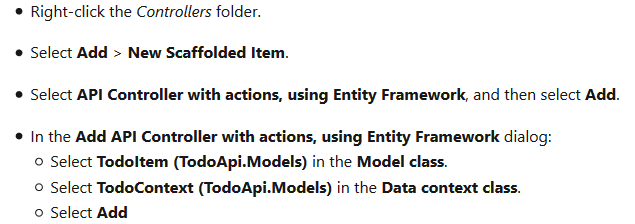 Right-click the Controllers folder.
Select Add > New Scaffolded Item.
Select API Controller with actions, using Entity Framework, and then select Add.
In the Add API Controller with actions, using Entity Framework dialog:
Select TodoItem (TodoApi.Models) in the Model class.
Select TodoContext (TodoApi.Models) in the Data context class.
Select Add